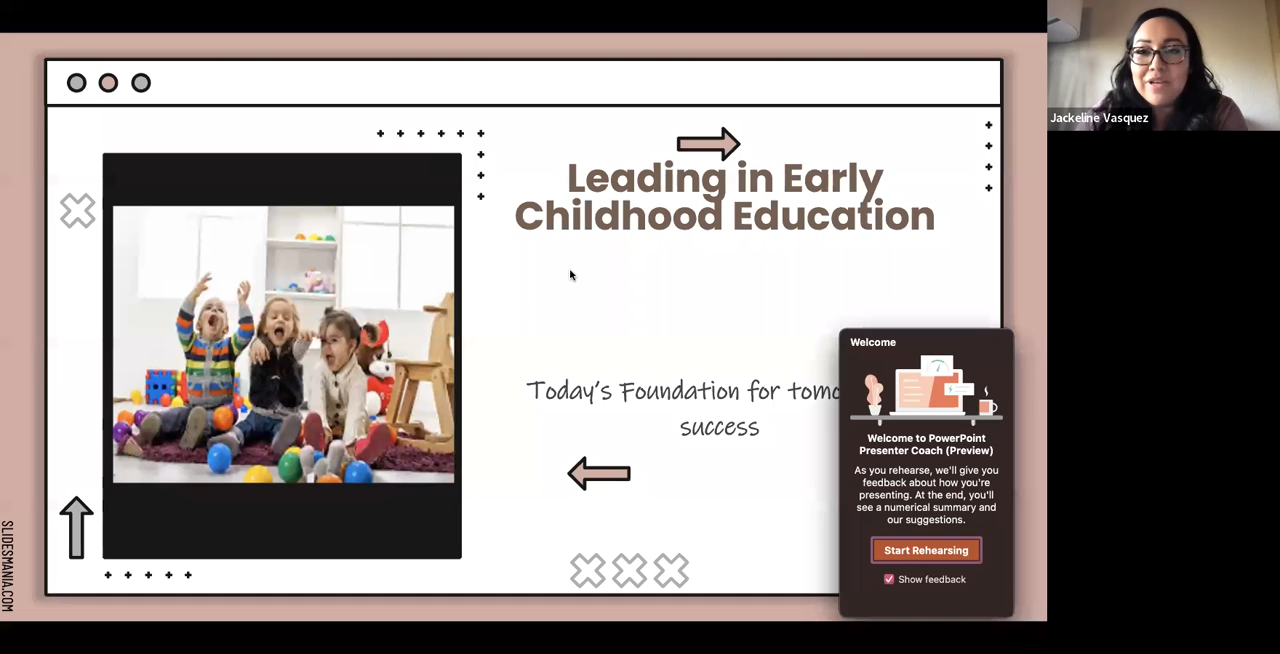 Jackeline Vasquez
Leading in Early
Childhood Education
Today's Foundation for tomo
success
Welcome
Welcome to PowerPoint
Presenter Coach (Preview)
As you rehearse, we'll give you
feedback about how you're
presenting. At the end, you'll
see a numerical summary and
our suggestions.
Start Rehearsing
Show feedback
SLIDESMANIA.COM